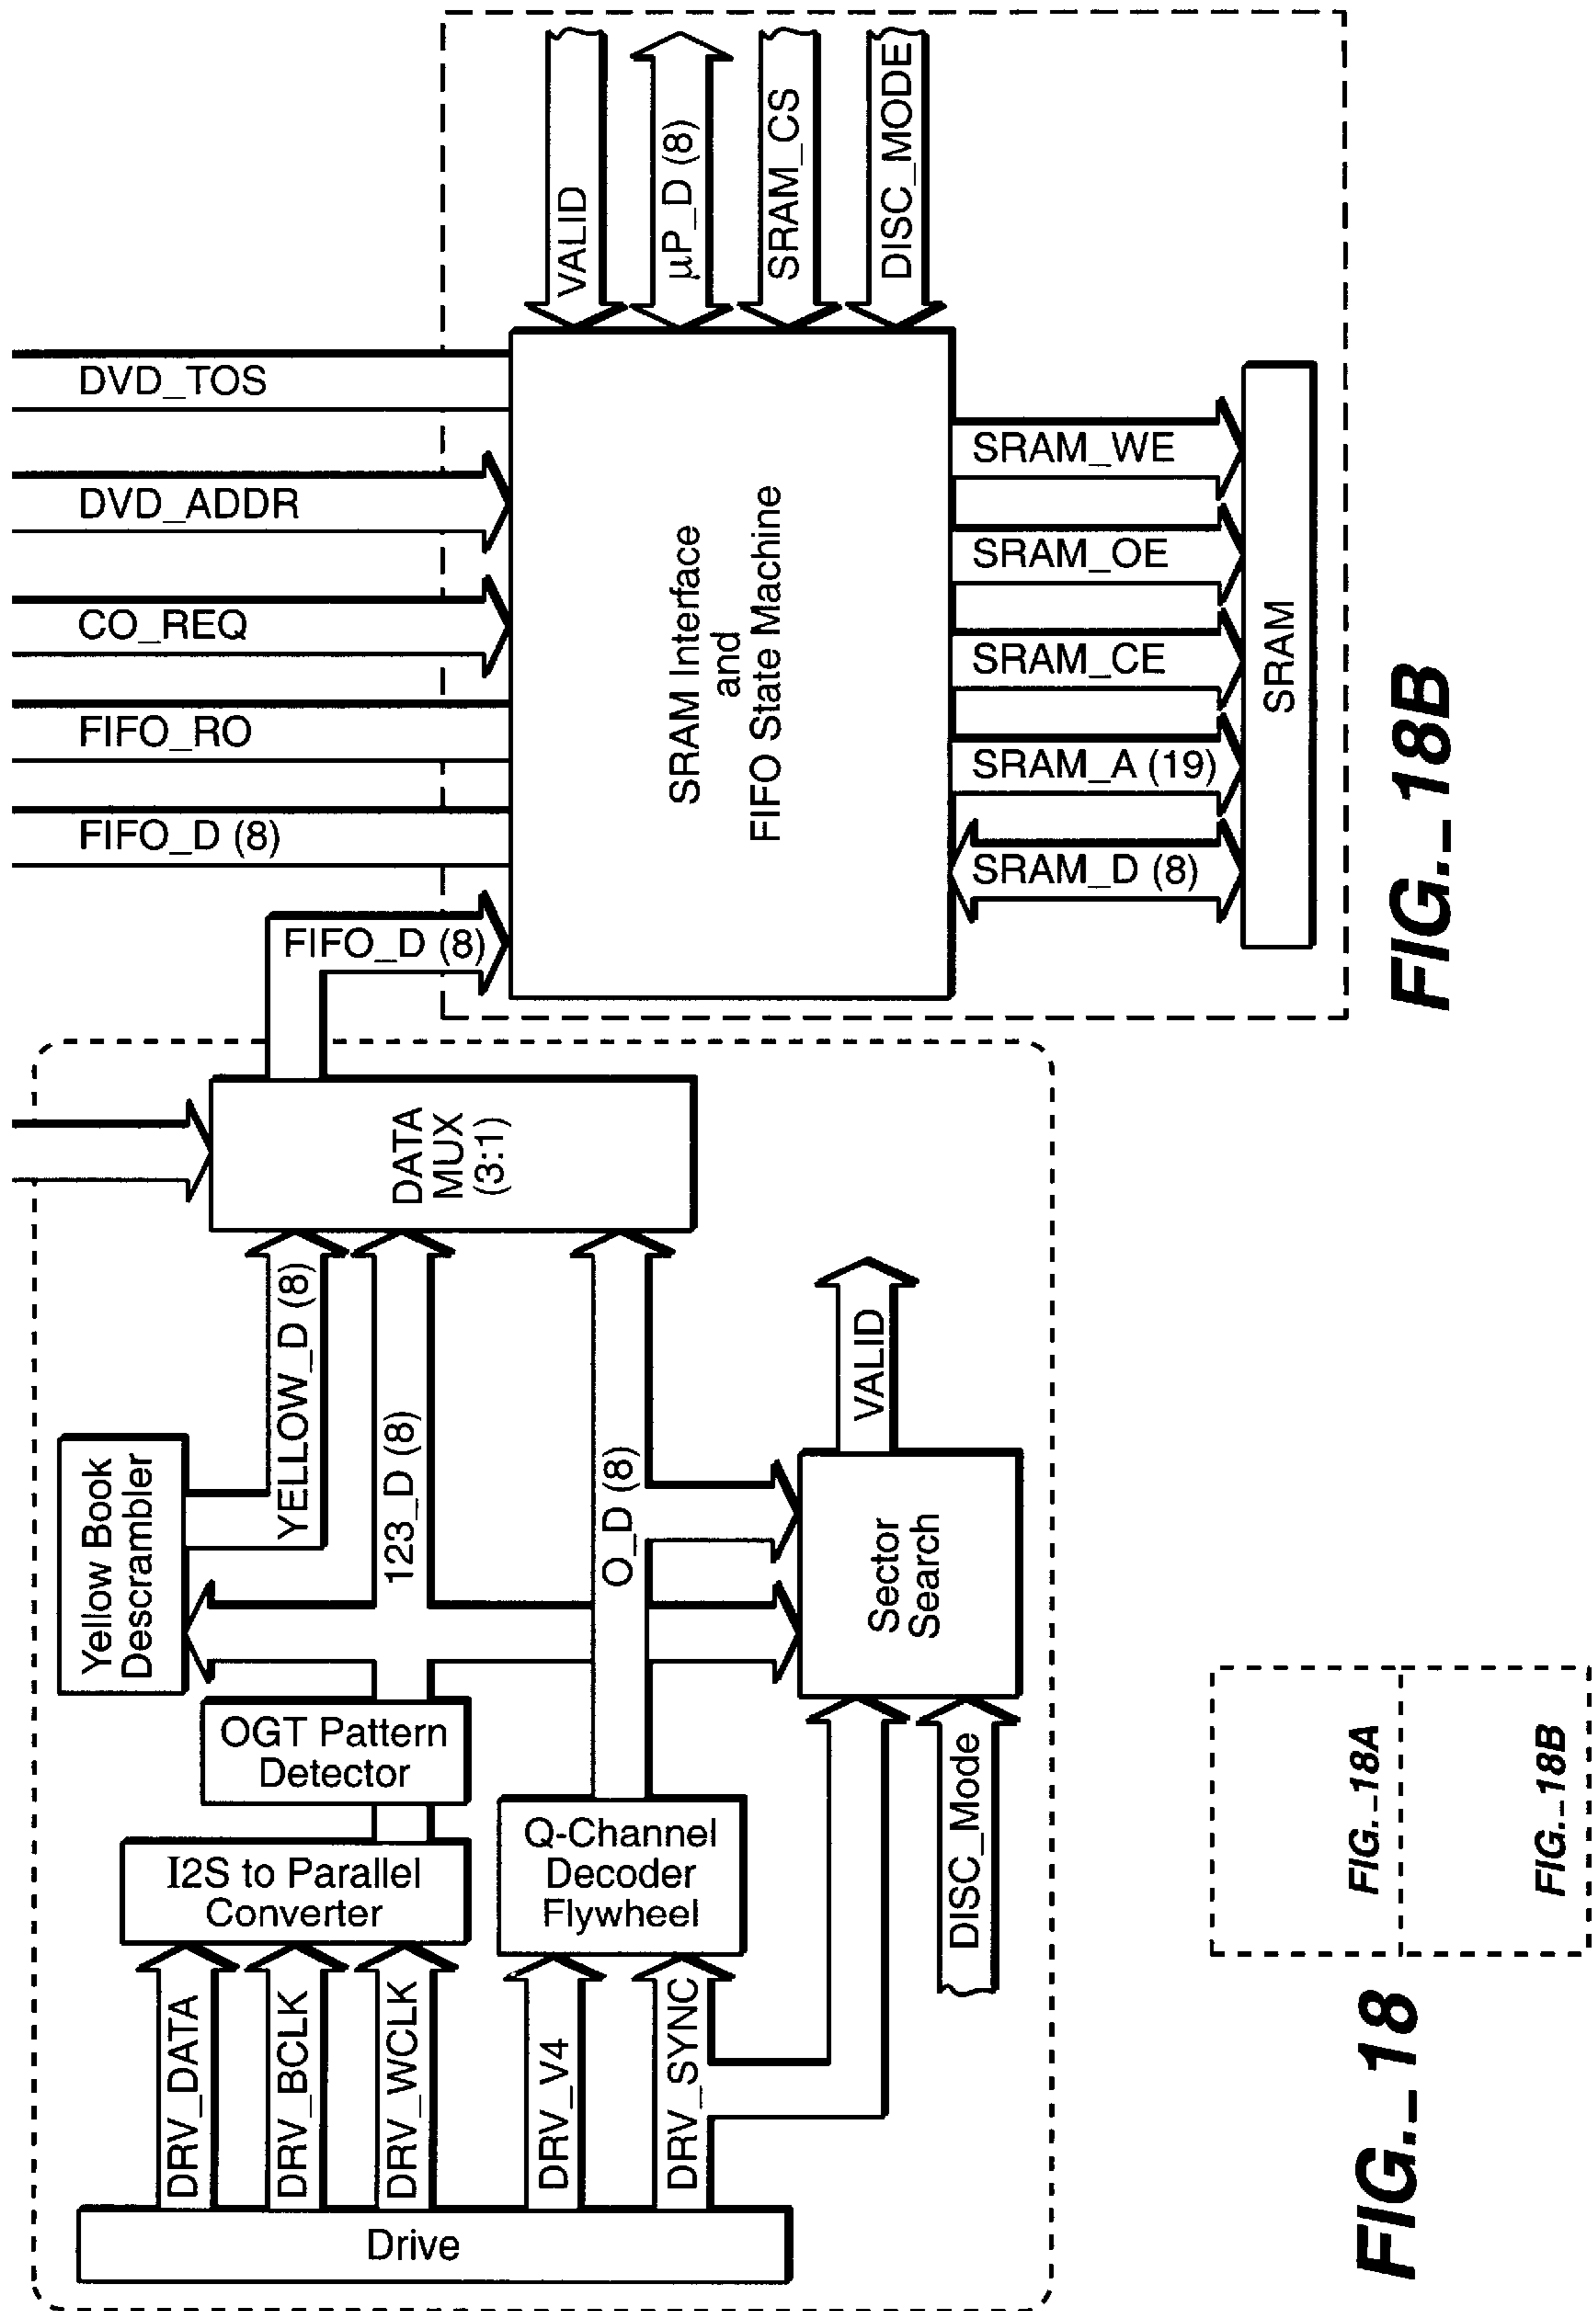 DVD_TOS
DVD_ADDR
CO_REQ
FIFO_RO
FIFO_D (8)
FIFO_D (8)
VALID
µP_D (8)
SRAM_CS
DISC_MODE
SRAM Interface
and
FIFO State Machine
SRAM_WE
SRAM_OE
SRAM_CE
SRAM_A (19)
SRAM_D (8)
SRAM
FIG._18B
DATA
MUX
(3:1)
YELLOW_D (8)
123_D (8)
O_D (8)
VALID
Yellow Book
Descrambler
Sector
Search
OGT Pattern
Detector
I2S to Parallel
Converter
Q-Channel
Decoder
Flywheel
DISC_Mode
DRV_DATA
DRV_BCLK
DRV_WCLK
DRV_V4
DRV_SYNC
Drive
FIG._18A
FIG._18B
FIG._18